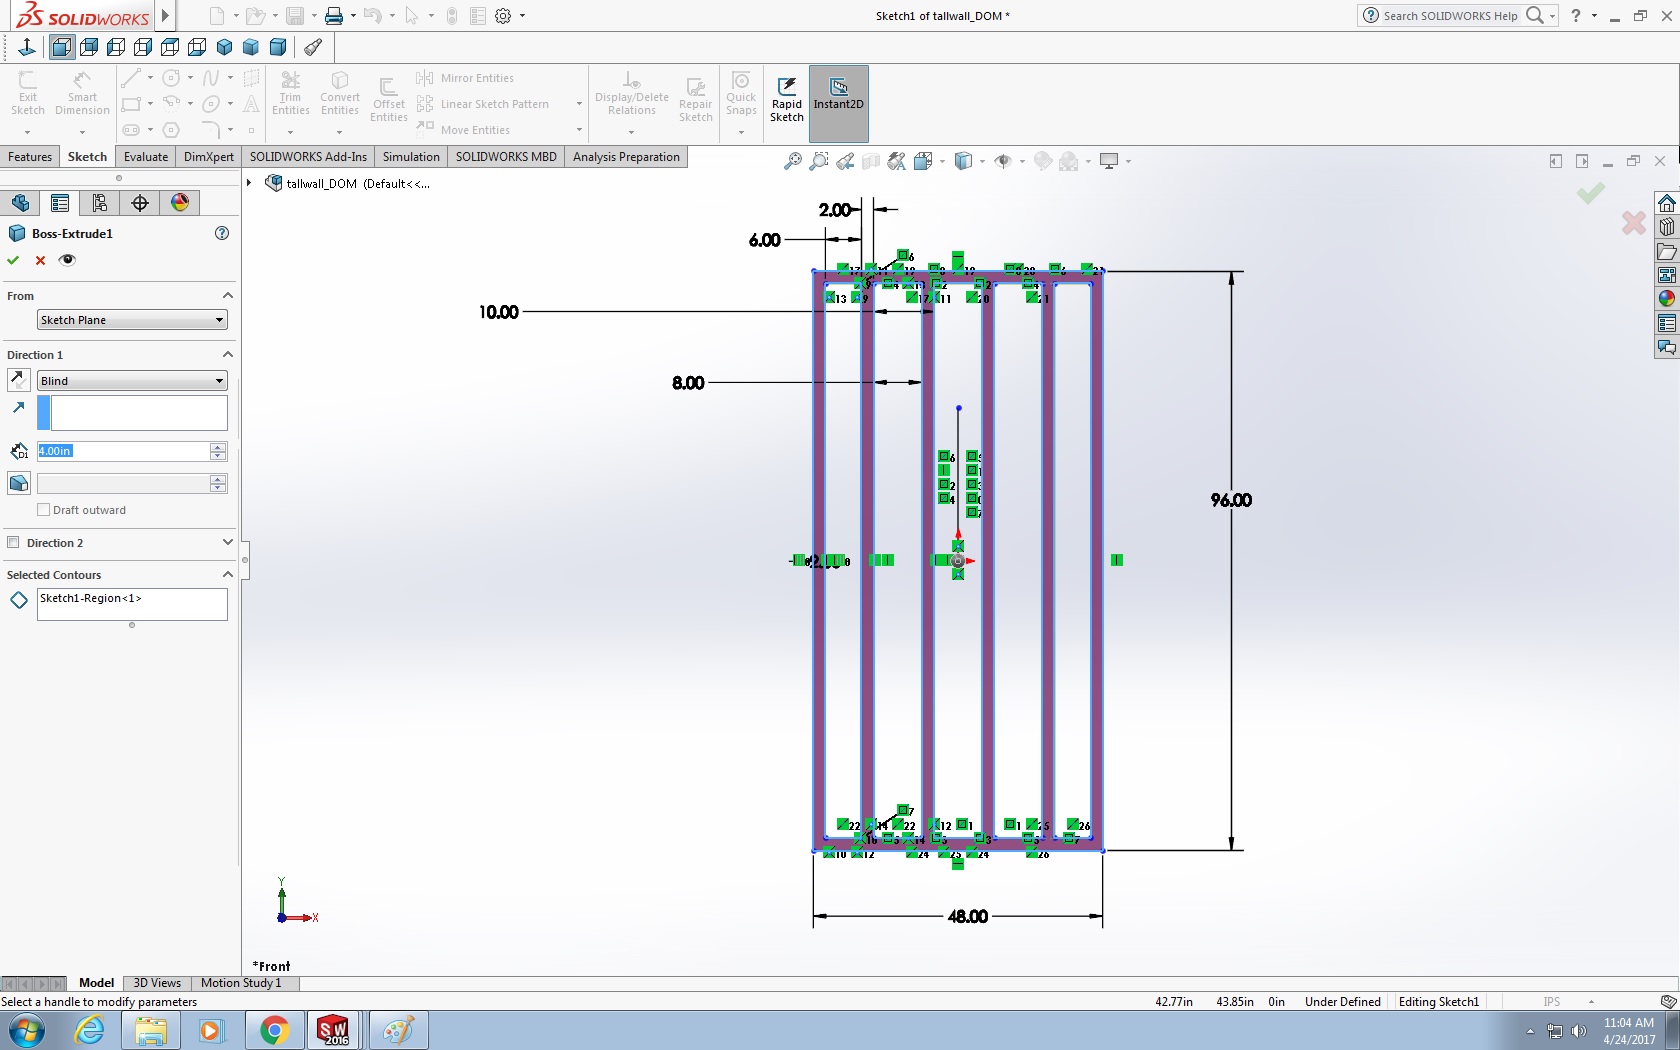 SOLIDWORKS
Sketch1 of tallwall_DOM *
Search SOLIDWORKS Help
?
Exit Sketch
Smart Dimension
Trim Entities
Convert Entities
Offset Entities
Mirror Entities
Linear Sketch Pattern
Move Entities
Display/Delete Relations
Repair Sketch
Quick Snaps
Rapid Sketch
Instant2D
Features
Sketch
Evaluate
DimXpert
SOLIDWORKS Add-Ins
Simulation
SOLIDWORKS MBD
Analysis Preparation
tallwall_DOM (Default<<...
Boss-Extrude1
From
Sketch Plane
Direction 1
Blind
D1
4.00in
Draft outward
Direction 2
Selected Contours
Sketch1-Region<1>
2.00
6.00
10.00
8.00
96.00
48.00
Y
X
*Front
Model
3D Views
Motion Study 1
Select a handle to modify parameters
42.77in
43.85in
0in
Under Defined
Editing Sketch1
IPS
SW
2016
11:04 AM
4/24/2017